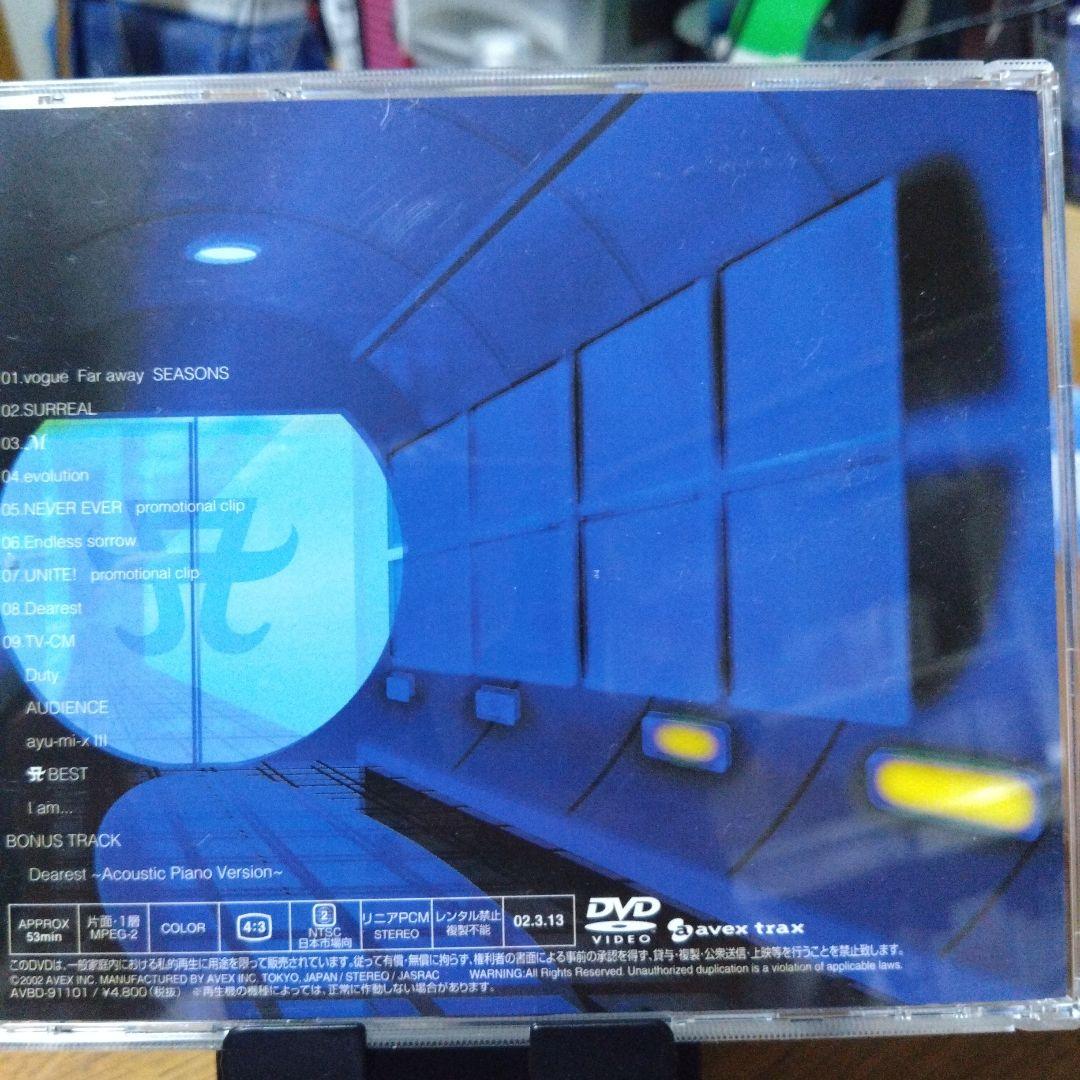 01.vogue Far away SEASONS
02.SURREAL
03.M
04.evolution
05.NEVER EVER promotional clip
06.Endless sorrow
07.UNITE! promotional clip
08.Dearest
09.TV-CM
Duty
AUDIENCE
ayu-mi-x III
A BEST
I am...
BONUS TRACK
Dearest ~Acoustic Piano Version~
APPROX 53min
片面・1層 MPEG-2
COLOR
4:3
2 NTSC 日本市場向
リニアPCM STEREO
レンタル禁止 複製不能
02.3.13
DVD VIDEO
avex trax
このDVDは、一般家庭内における私的再生に用途を限って販売されています。従って有償・無償に拘らず、権利者の書面による事前の承認を得ず、貸与・複製・公衆送信・上映等を行うことを禁止致します。
©2002 AVEX INC. MANUFACTURED BY AVEX INC. TOKYO, JAPAN / STEREO / JASRAC WARNING:All Rights Reserved. Unauthorized duplication is a violation of applicable laws.
AVBD-91101 / ¥4,800(税抜) ※再生機の機種によっては、正常に作動しない場合があります。